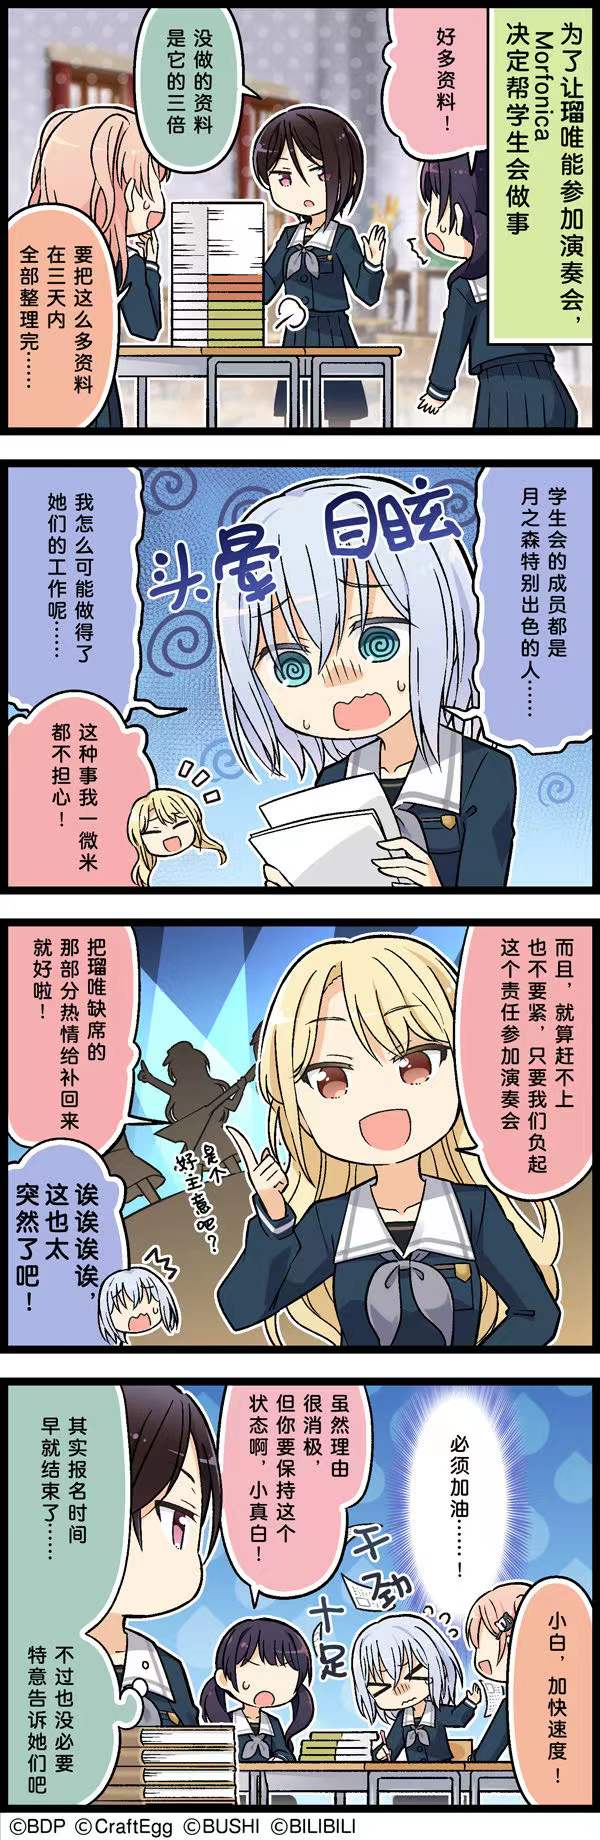 为了让瑠唯能参加演奏会，
Morfonica
决定帮学生会做事
好多资料！
没做的资料
是它的三倍
要把这么多资料
在三天内
全部整理完……
学生会的成员都是
月之森特别出色的人……
头晕 目眩
我怎么可能做得了
她们的工作呢……
这种事我一微米
都不担心！
而且，就算赶不上
也不要紧，只要我们负起
这个责任参加演奏会
把瑠唯缺席的
那部分热情给补回来
就好啦！
是个
好主意吧？
诶诶诶诶，
这也太
突然了吧！
必须加油……！
小白，加快速度！
虽然理由
很消极，
但你要保持这个
状态啊，小真白！
干劲
十足
其实报名时间
早就结束了……
不过也没必要
特意告诉她们吧
©BDP ©CraftEgg ©BUSHI ©BILIBILI